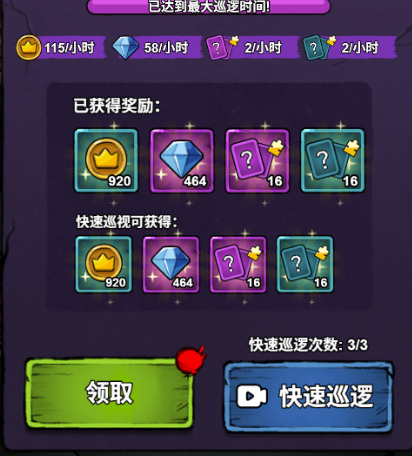 已达到最大巡逻时间!
115/小时 58/小时 ? 2/小时 ? 2/小时
已获得奖励:
920 464 ? 16 ? 16
快速巡视可获得:
920 464 ? 16 ? 16
快速巡逻次数: 3/3
领取 快速巡逻